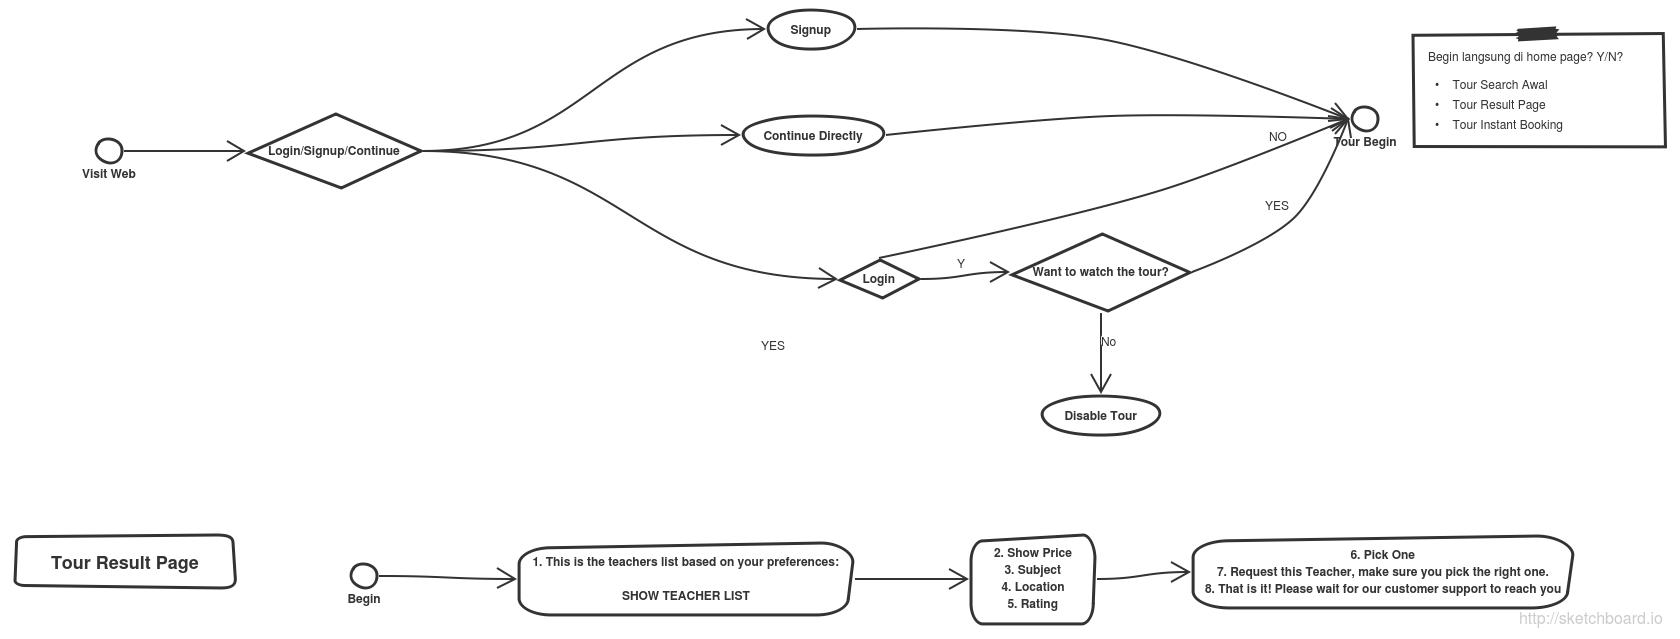 Signup
Begin langsung di home page? Y/N?
• Tour Search Awal
• Tour Result Page
• Tour Instant Booking
Continue Directly
NO
Tour Begin
Login/Signup/Continue
Visit Web
YES
Y
Want to watch the tour?
Login
No
YES
Disable Tour
Tour Result Page
Begin
1. This is the teachers list based on your preferences:
SHOW TEACHER LIST
2. Show Price
3. Subject
4. Location
5. Rating
6. Pick One
7. Request this Teacher, make sure you pick the right one.
8. That is it! Please wait for our customer support to reach you
http://sketchboard.io